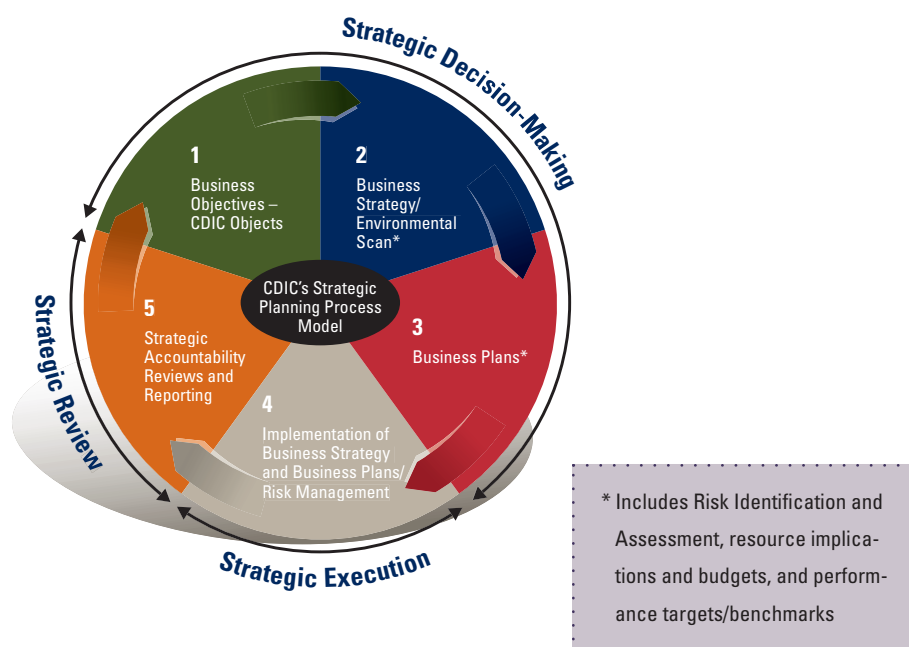 Strategic Decision-Making
1
Business
Objectives –
CDIC Objects
2
Business
Strategy/
Environmental
Scan*
CDIC's Strategic
Planning Process
Model
3
Business Plans*
4
Implementation of
Business Strategy
and Business Plans/
Risk Management
5
Strategic
Accountability
Reviews and
Reporting
Strategic Review
Strategic Execution
* Includes Risk Identification and
Assessment, resource implica-
tions and budgets, and perform-
ance targets/benchmarks